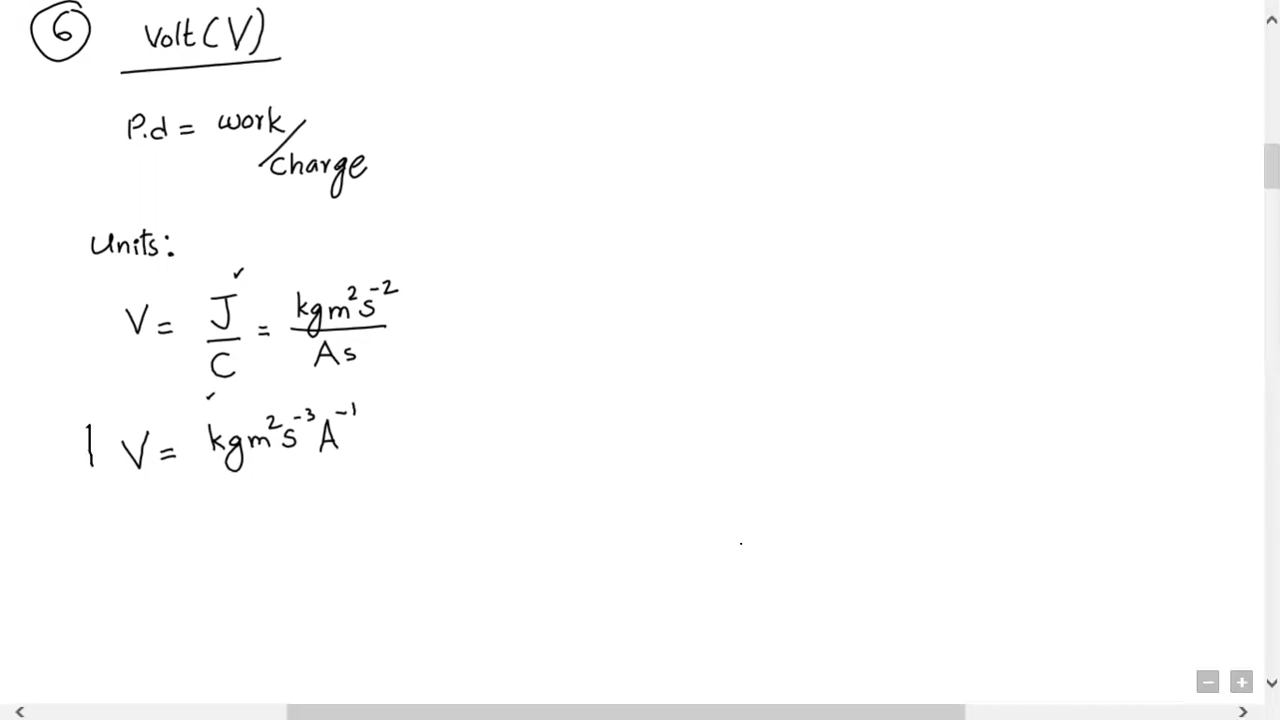 6 Volt (V)
P.d = work/charge
Units:
V = J/C = kgm²s⁻²/As
1 V = kgm²s⁻³A⁻¹